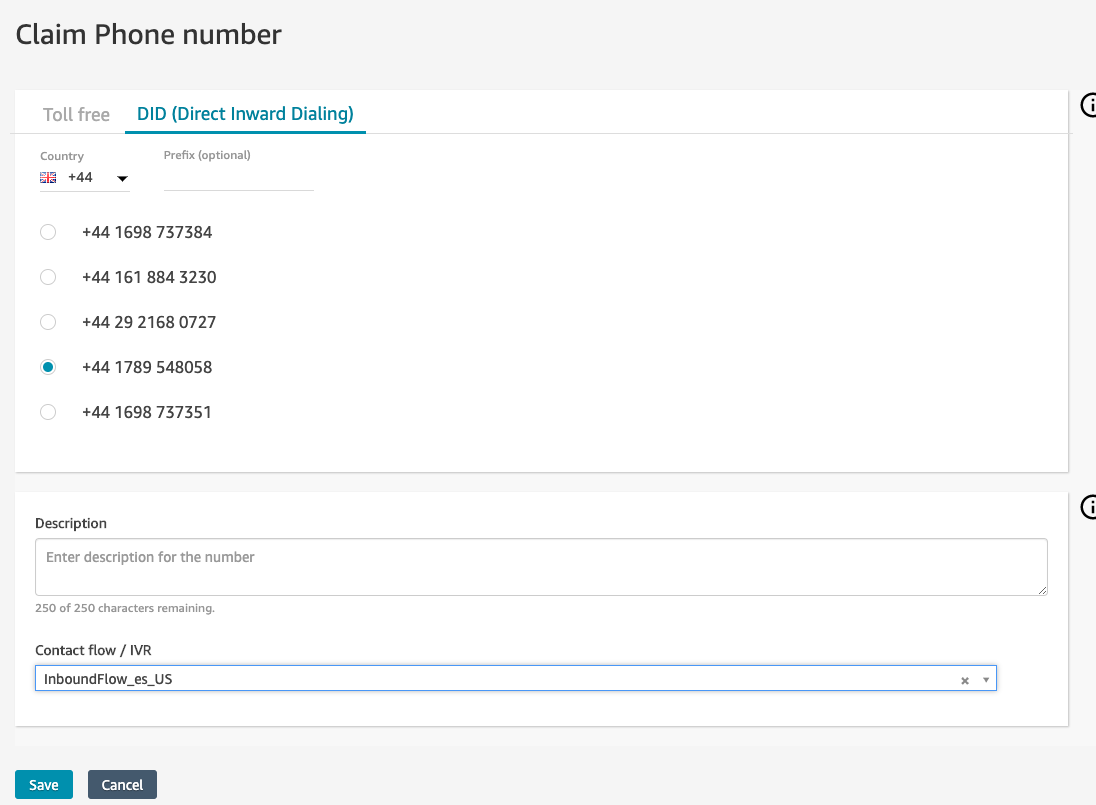 Claim Phone number
Toll free DID (Direct Inward Dialing)
Country Prefix (optional)
+44
+44 1698 737384
+44 161 884 3230
+44 29 2168 0727
+44 1789 548058
+44 1698 737351
Description
Enter description for the number
250 of 250 characters remaining.
Contact flow / IVR
InboundFlow_es_US
Save Cancel